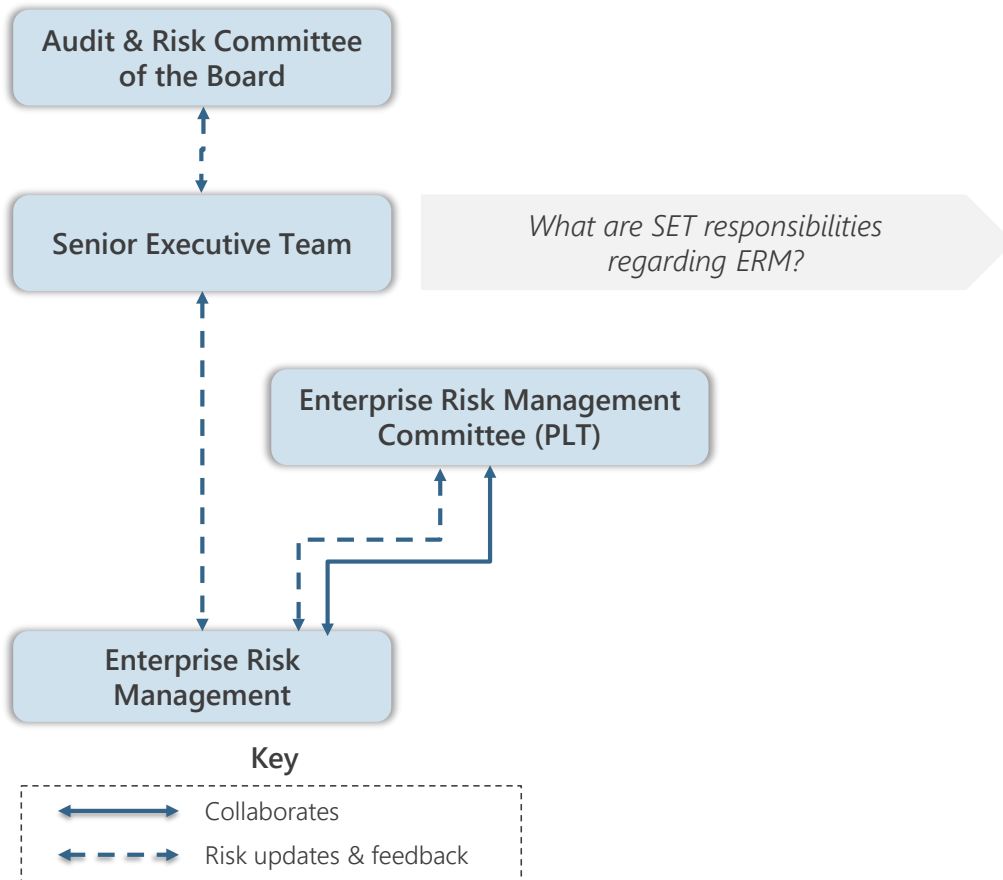 Audit & Risk Committee
of the Board
Senior Executive Team
What are SET responsibilities
regarding ERM?
Enterprise Risk Management
Committee (PLT)
Enterprise Risk
Management
Key
Collaborates
Risk updates & feedback